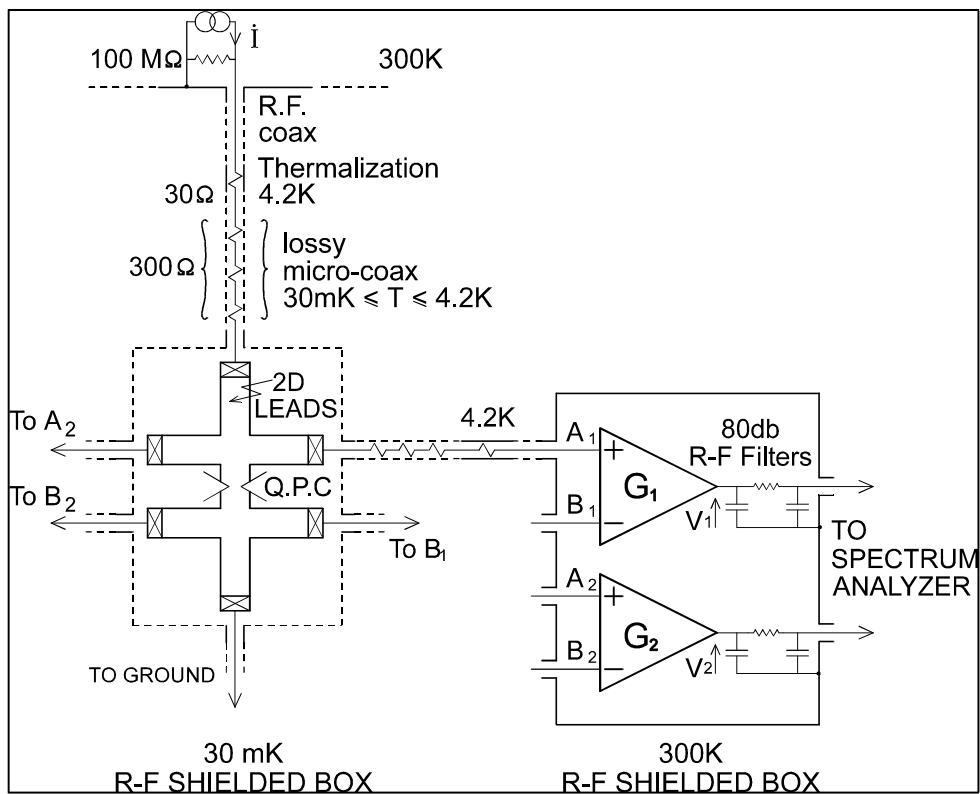 i
100 MΩ
300K
R.F.
coax
Thermalization
30Ω
4.2K
lossy
300Ω
micro-coax
30mK ⩽ T ⩽ 4.2K
2D
LEADS
To A2
4.2K
A1
80db
R-F Filters
+
G1
Q.P.C
To B2
B1
−
V1
To B1
TO
SPECTRUM
ANALYZER
A2
+
G2
B2
−
V2
TO GROUND
30 mK
R-F SHIELDED BOX
300K
R-F SHIELDED BOX